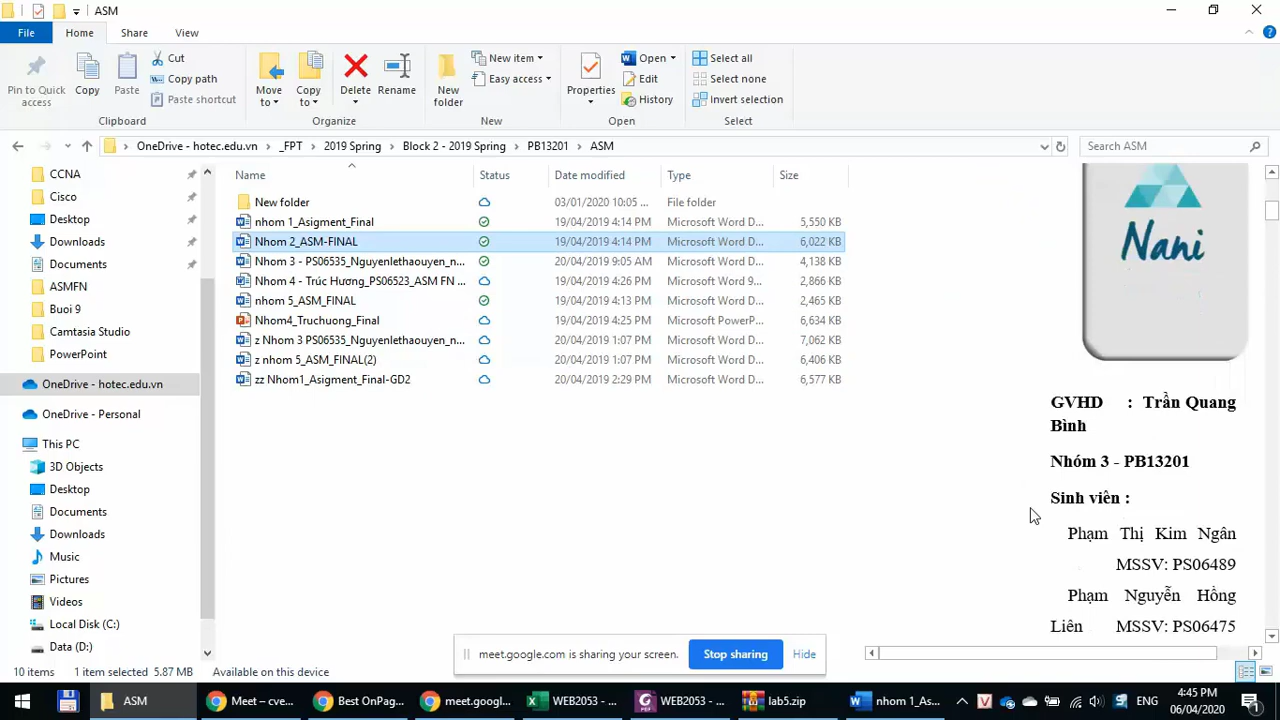 ASM
File Home Share View
Pin to Quick access
Copy
Paste
Cut
Copy path
Paste shortcut
Clipboard
Move to
Copy to
Delete
Rename
Organize
New folder
New item
Easy access
New
Properties
Open
Edit
History
Open
Select all
Select none
Invert selection
Select
OneDrive - hotec.edu.vn > _FPT > 2019 Spring > Block 2 - 2019 Spring > PB13201 > ASM
Search ASM
CCNA
Cisco
Desktop
Downloads
Documents
ASMFN
Buoi 9
Camtasia Studio
PowerPoint
OneDrive - hotec.edu.vn
OneDrive - Personal
This PC
3D Objects
Desktop
Documents
Downloads
Music
Pictures
Videos
Local Disk (C:)
Data (D:)
Name Status Date modified Type Size
New folder 03/01/2020 10:05 ... File folder
nhom 1_Asigment_Final 19/04/2019 4:14 PM Microsoft Word D... 5,550 KB
Nhom 2_ASM-FINAL 19/04/2019 4:14 PM Microsoft Word D... 6,022 KB
Nhom 3 - PS06535_Nguyenlethaouyen_n... 20/04/2019 9:05 AM Microsoft Word D... 4,138 KB
Nhom 4 - Trúc Hương_PS06523_ASM FN ... 19/04/2019 4:26 PM Microsoft Word 9... 2,866 KB
nhom 5_ASM_FINAL 19/04/2019 4:13 PM Microsoft Word D... 2,465 KB
Nhom4_Truchuong_Final 19/04/2019 4:25 PM Microsoft PowerP... 6,634 KB
z Nhom 3 PS06535_Nguyenlethaouyen_n... 20/04/2019 1:07 PM Microsoft Word D... 7,062 KB
z nhom 5_ASM_FINAL(2) 20/04/2019 1:07 PM Microsoft Word D... 6,406 KB
zz Nhom1_Asigment_Final-GD2 20/04/2019 2:29 PM Microsoft Word D... 6,577 KB
Nani
GVHD : Trần Quang
Bình
Nhóm 3 - PB13201
Sinh viên :
Phạm Thị Kim Ngân
MSSV: PS06489
Phạm Nguyễn Hồng
Liên MSSV: PS06475
meet.google.com is sharing your screen. Stop sharing Hide
10 items 1 item selected 5.87 MB Available on this device
ASM Meet – cve... Best OnPag... meet.googl... WEB2053 -... WEB2053 - ... lab5.zip nhom 1_As... ENG 4:45 PM
06/04/2020